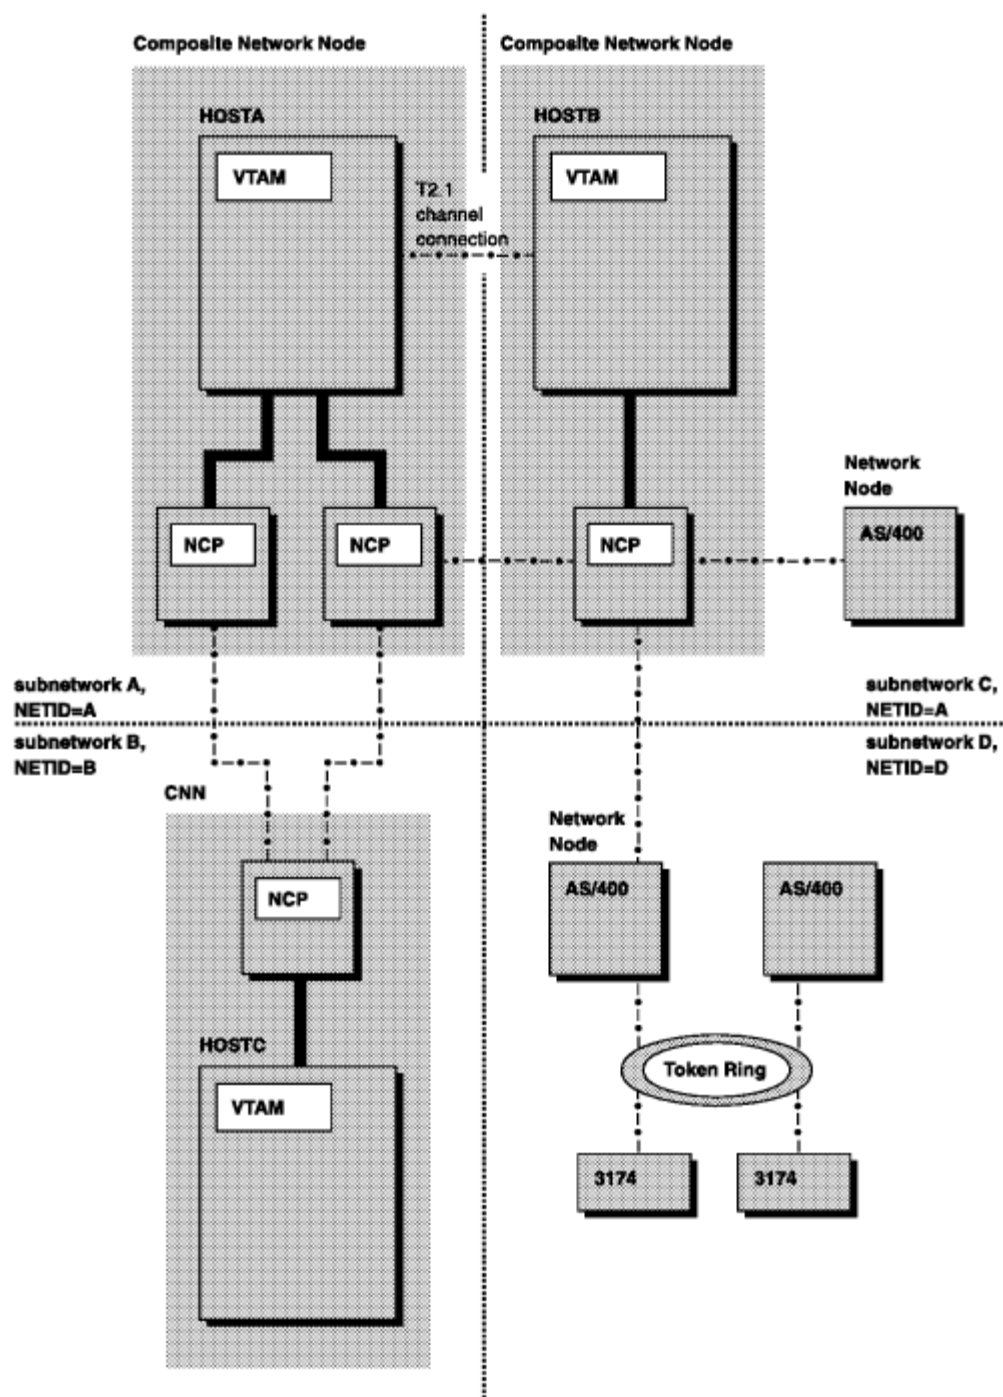 Composite Network Node
Composite Network Node
HOSTA
HOSTB
VTAM
VTAM
T2.1
channel
connection
Network
Node
AS/400
NCP
NCP
NCP
subnetwork A,
NETID=A
subnetwork C,
NETID=A
subnetwork B,
NETID=B
subnetwork D,
NETID=D
CNN
Network
Node
NCP
AS/400
AS/400
HOSTC
Token Ring
VTAM
3174
3174